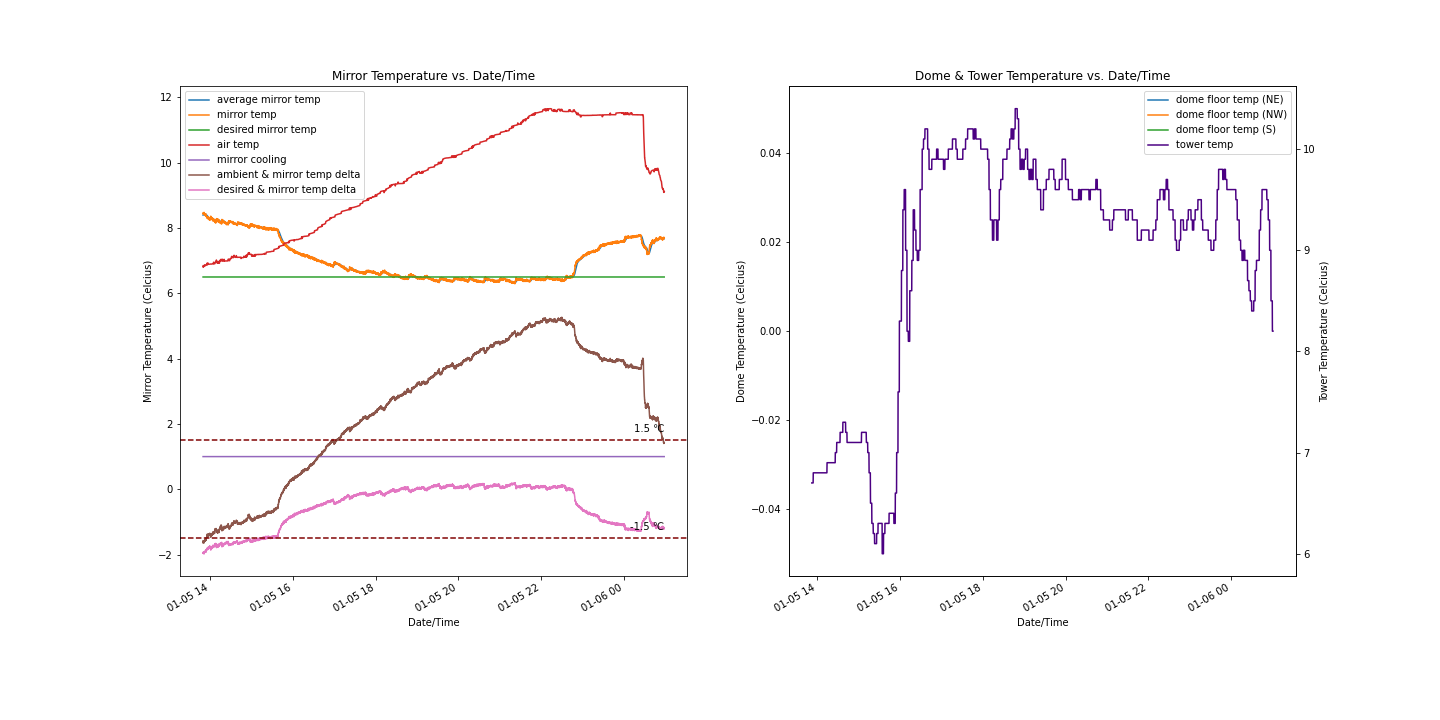 Mirror Temperature vs. Date/Time
12
10
8
6
4
2
0
−2
Mirror Temperature (Celcius)
average mirror temp
mirror temp
desired mirror temp
air temp
mirror cooling
ambient & mirror temp delta
desired & mirror temp delta
1.5 °C
-1.5 °C
01-05 14
01-05 16
01-05 18
01-05 20
01-05 22
01-06 00
Date/Time
Dome & Tower Temperature vs. Date/Time
0.04
0.02
0.00
−0.02
−0.04
Dome Temperature (Celcius)
dome floor temp (NE)
dome floor temp (NW)
dome floor temp (S)
tower temp
10
9
8
7
6
Tower Temperature (Celcius)
01-05 14
01-05 16
01-05 18
01-05 20
01-05 22
01-06 00
Date/Time